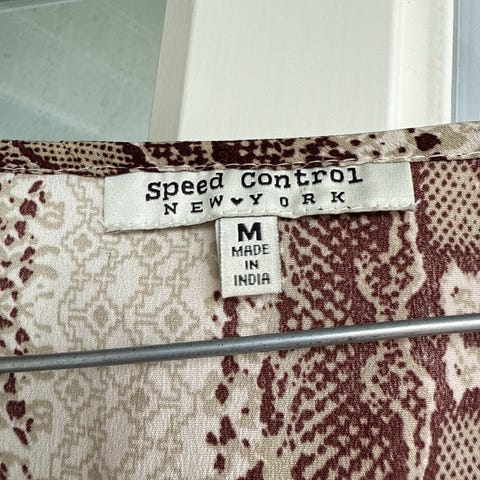 Speed Control
NEW♥YORK
M
MADE
IN
INDIA